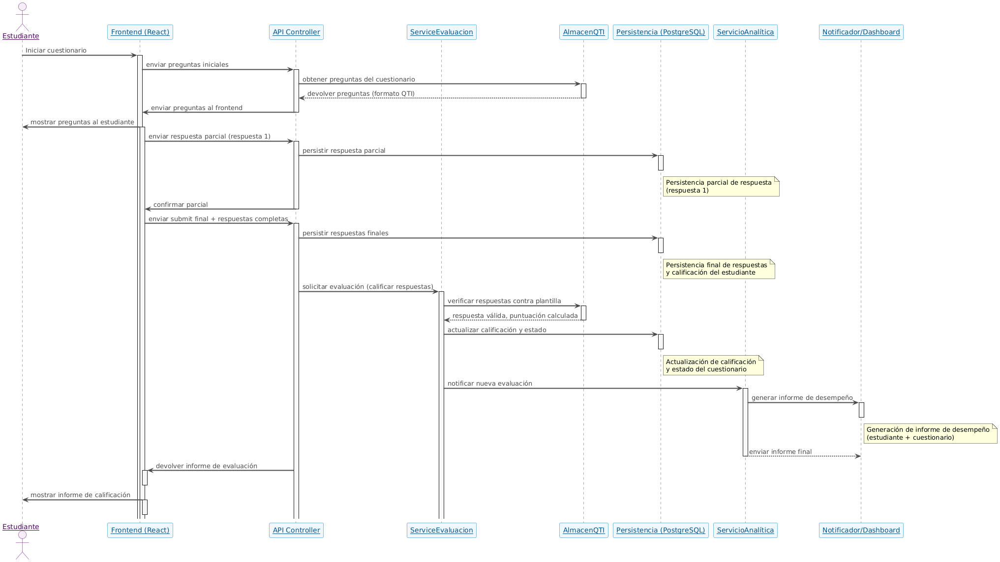 Estudiante
Frontend (React)
API Controller
ServiceEvaluacion
AlmacenQTI
Persistencia (PostgreSQL)
ServicioAnalítica
Notificador/Dashboard
Iniciar cuestionario
enviar preguntas iniciales
obtener preguntas del cuestionario
devolver preguntas (formato QTI)
enviar preguntas al frontend
mostrar preguntas al estudiante
enviar respuesta parcial (respuesta 1)
persistir respuesta parcial
Persistencia parcial de respuesta
(respuesta 1)
confirmar parcial
enviar submit final + respuestas completas
persistir respuestas finales
Persistencia final de respuestas
y calificación del estudiante
solicitar evaluación (calificar respuestas)
verificar respuestas contra plantilla
respuesta válida, puntuación calculada
actualizar calificación y estado
Actualización de calificación
y estado del cuestionario
notificar nueva evaluación
generar informe de desempeño
Generación de informe de desempeño
(estudiante + cuestionario)
enviar informe final
devolver informe de evaluación
mostrar informe de calificación
Estudiante
Frontend (React)
API Controller
ServiceEvaluacion
AlmacenQTI
Persistencia (PostgreSQL)
ServicioAnalítica
Notificador/Dashboard